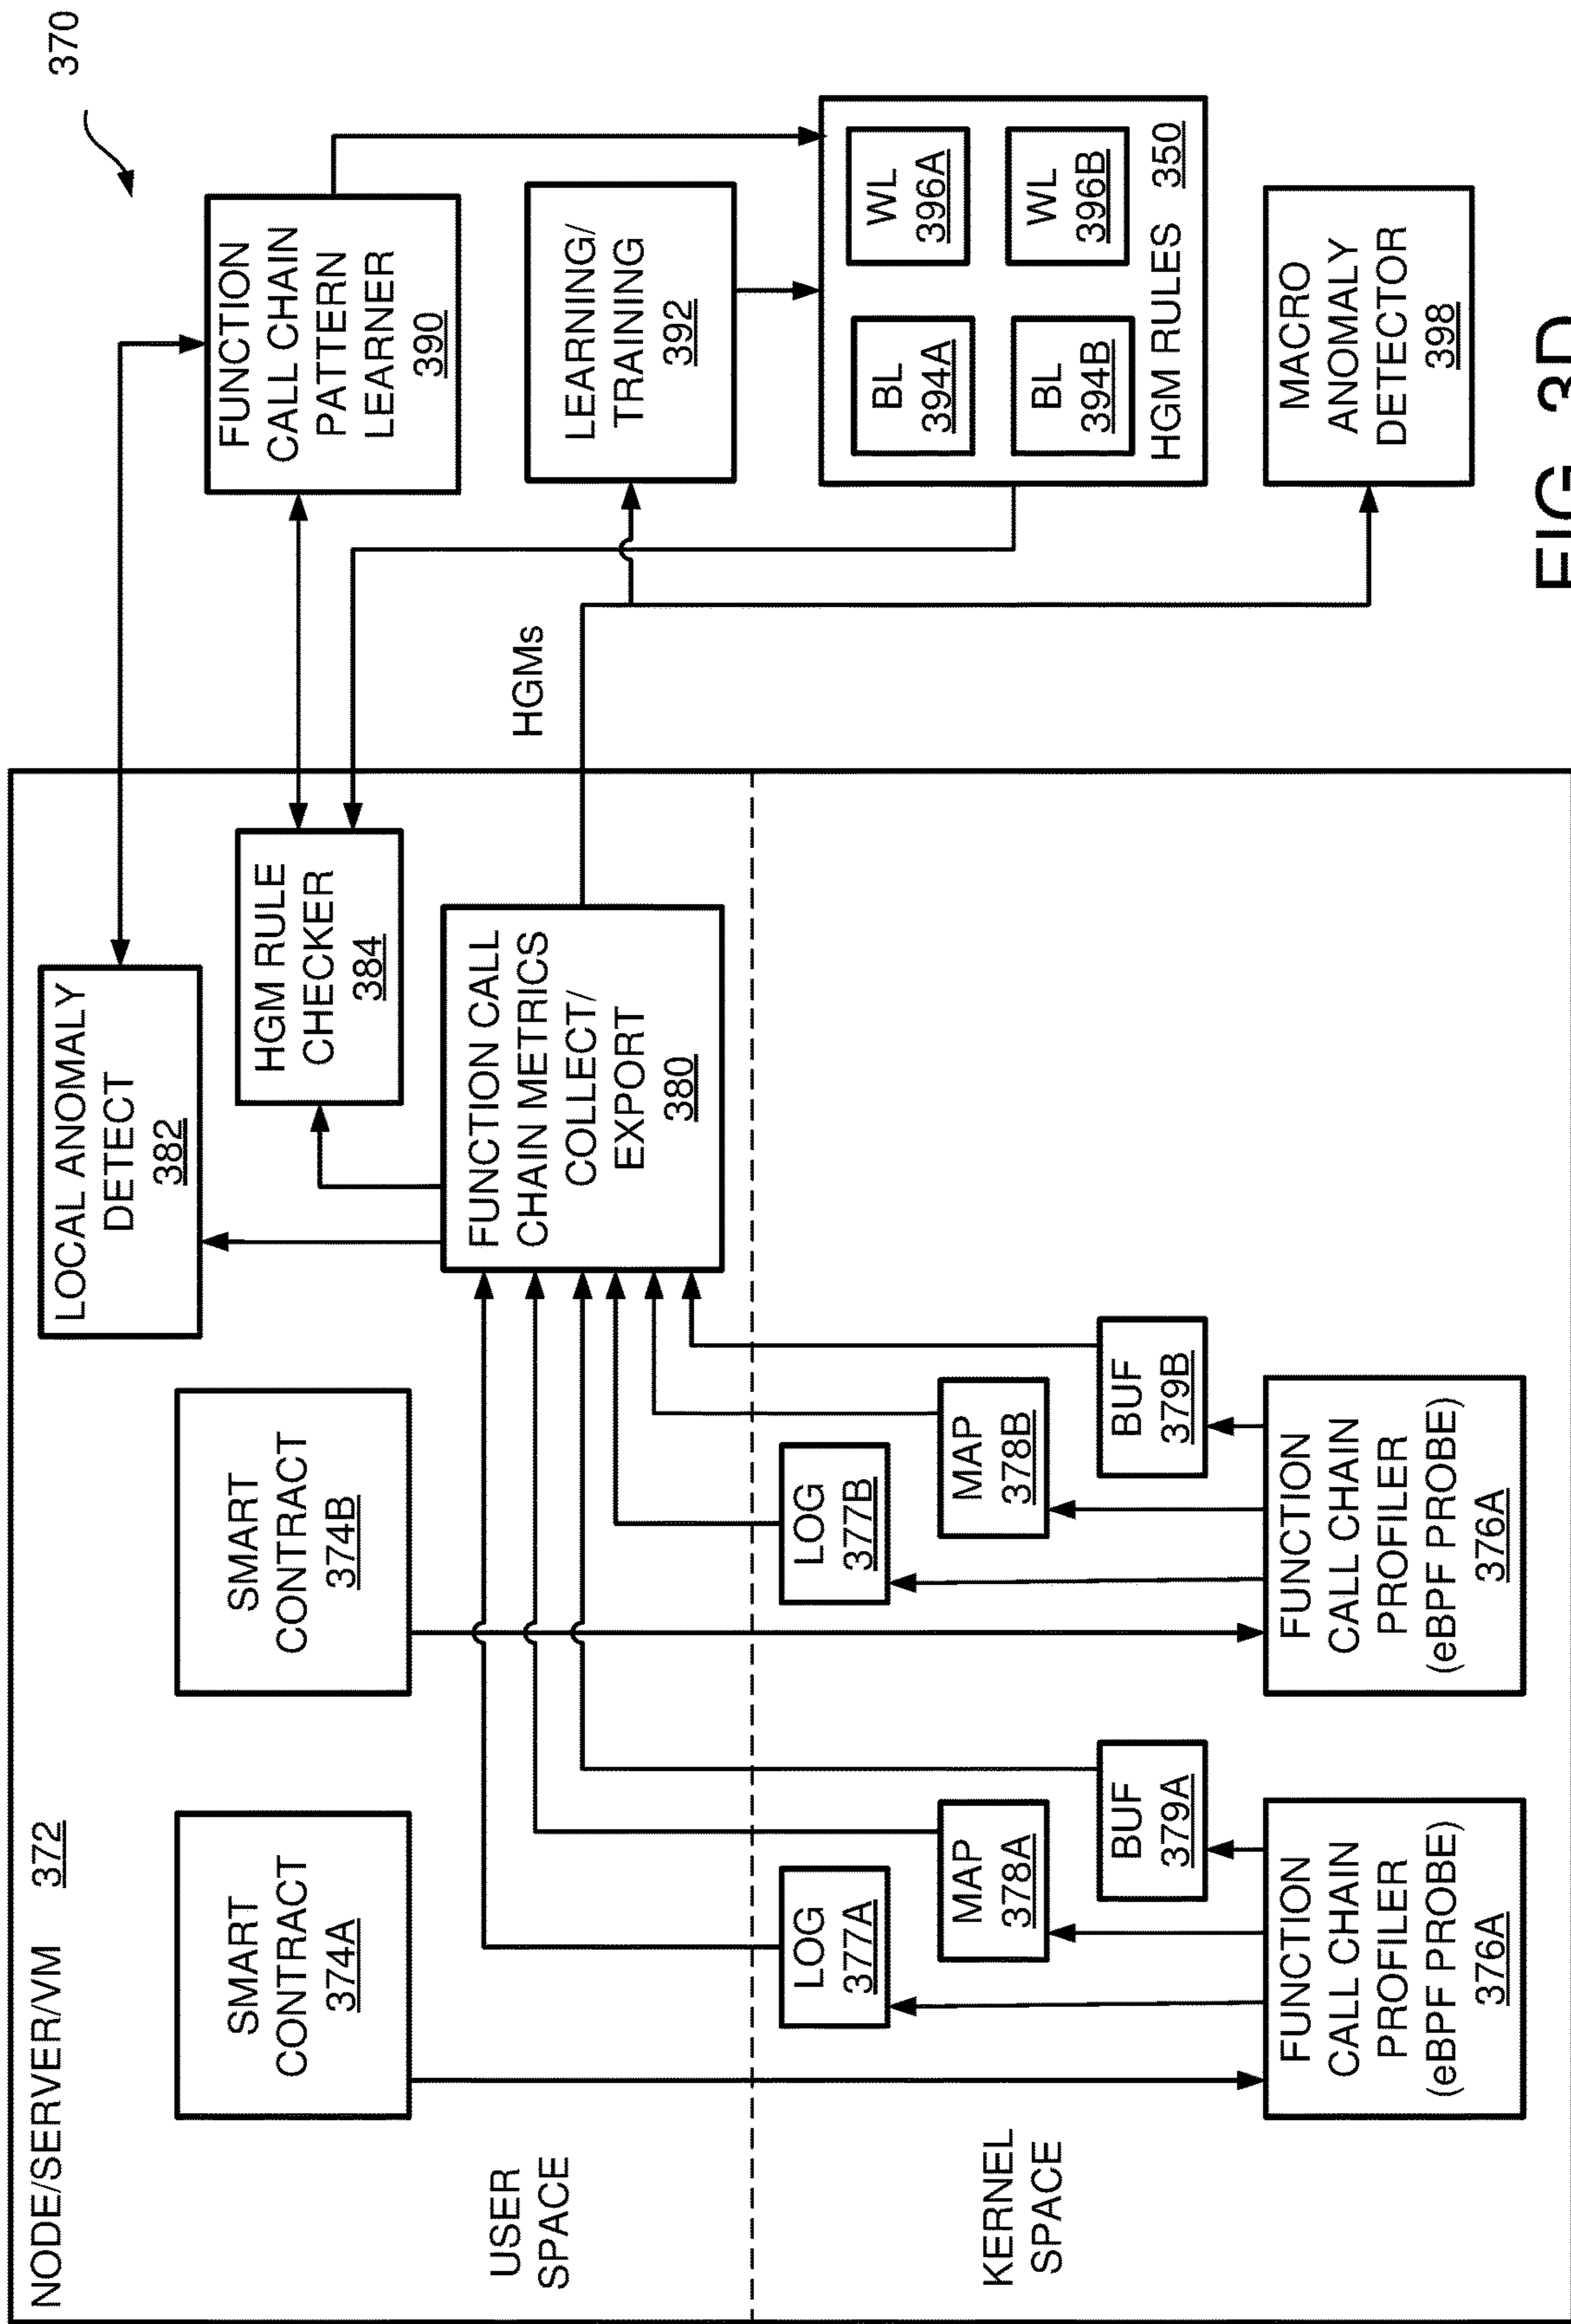 370
NODE/SERVER/VM 372
SMART
CONTRACT
374A
SMART
CONTRACT
374B
LOCAL ANOMALY
DETECT
382
HGM RULE
CHECKER
384
FUNCTION CALL
CHAIN METRICS
COLLECT/
EXPORT
380
USER
SPACE
KERNEL
SPACE
LOG
377A
MAP
378A
BUF
379A
LOG
377B
MAP
378B
BUF
379B
FUNCTION
CALL CHAIN
PROFILER
(eBPF PROBE)
376A
FUNCTION
CALL CHAIN
PROFILER
(eBPF PROBE)
376A
HGMs
FUNCTION
CALL CHAIN
PATTERN
LEARNER
390
LEARNING/
TRAINING
392
BL
394A
WL
396A
BL
394B
WL
396B
HGM RULES 350
MACRO
ANOMALY
DETECTOR
398
FIG. 3D